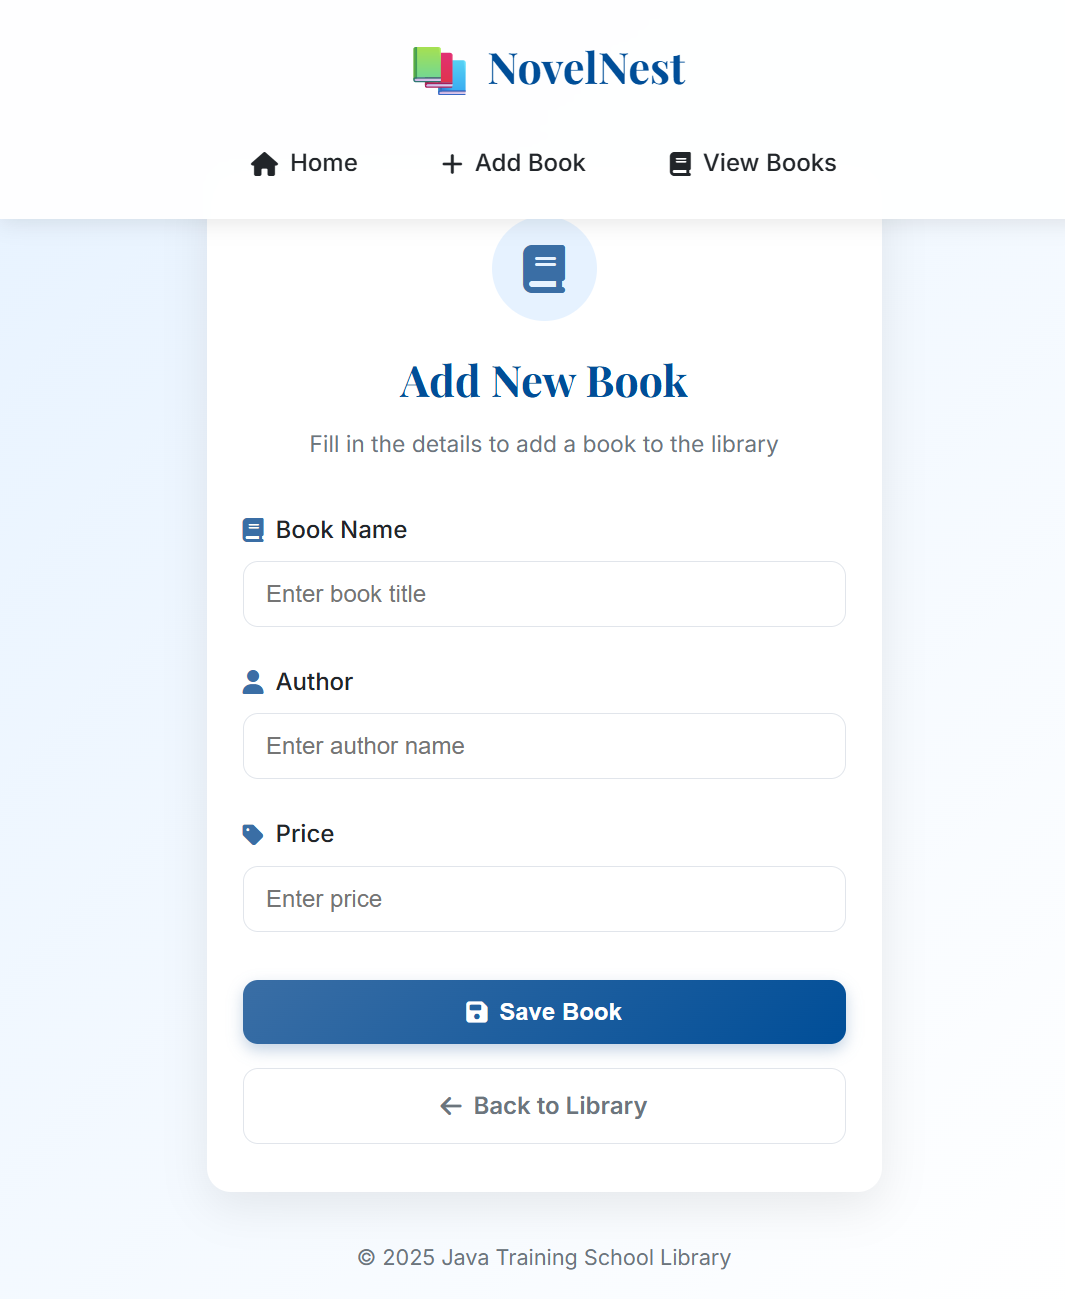 NovelNest
Home
Add Book
View Books
Add New Book
Fill in the details to add a book to the library
Book Name
Enter book title
Author
Enter author name
Price
Enter price
Save Book
Back to Library
© 2025 Java Training School Library